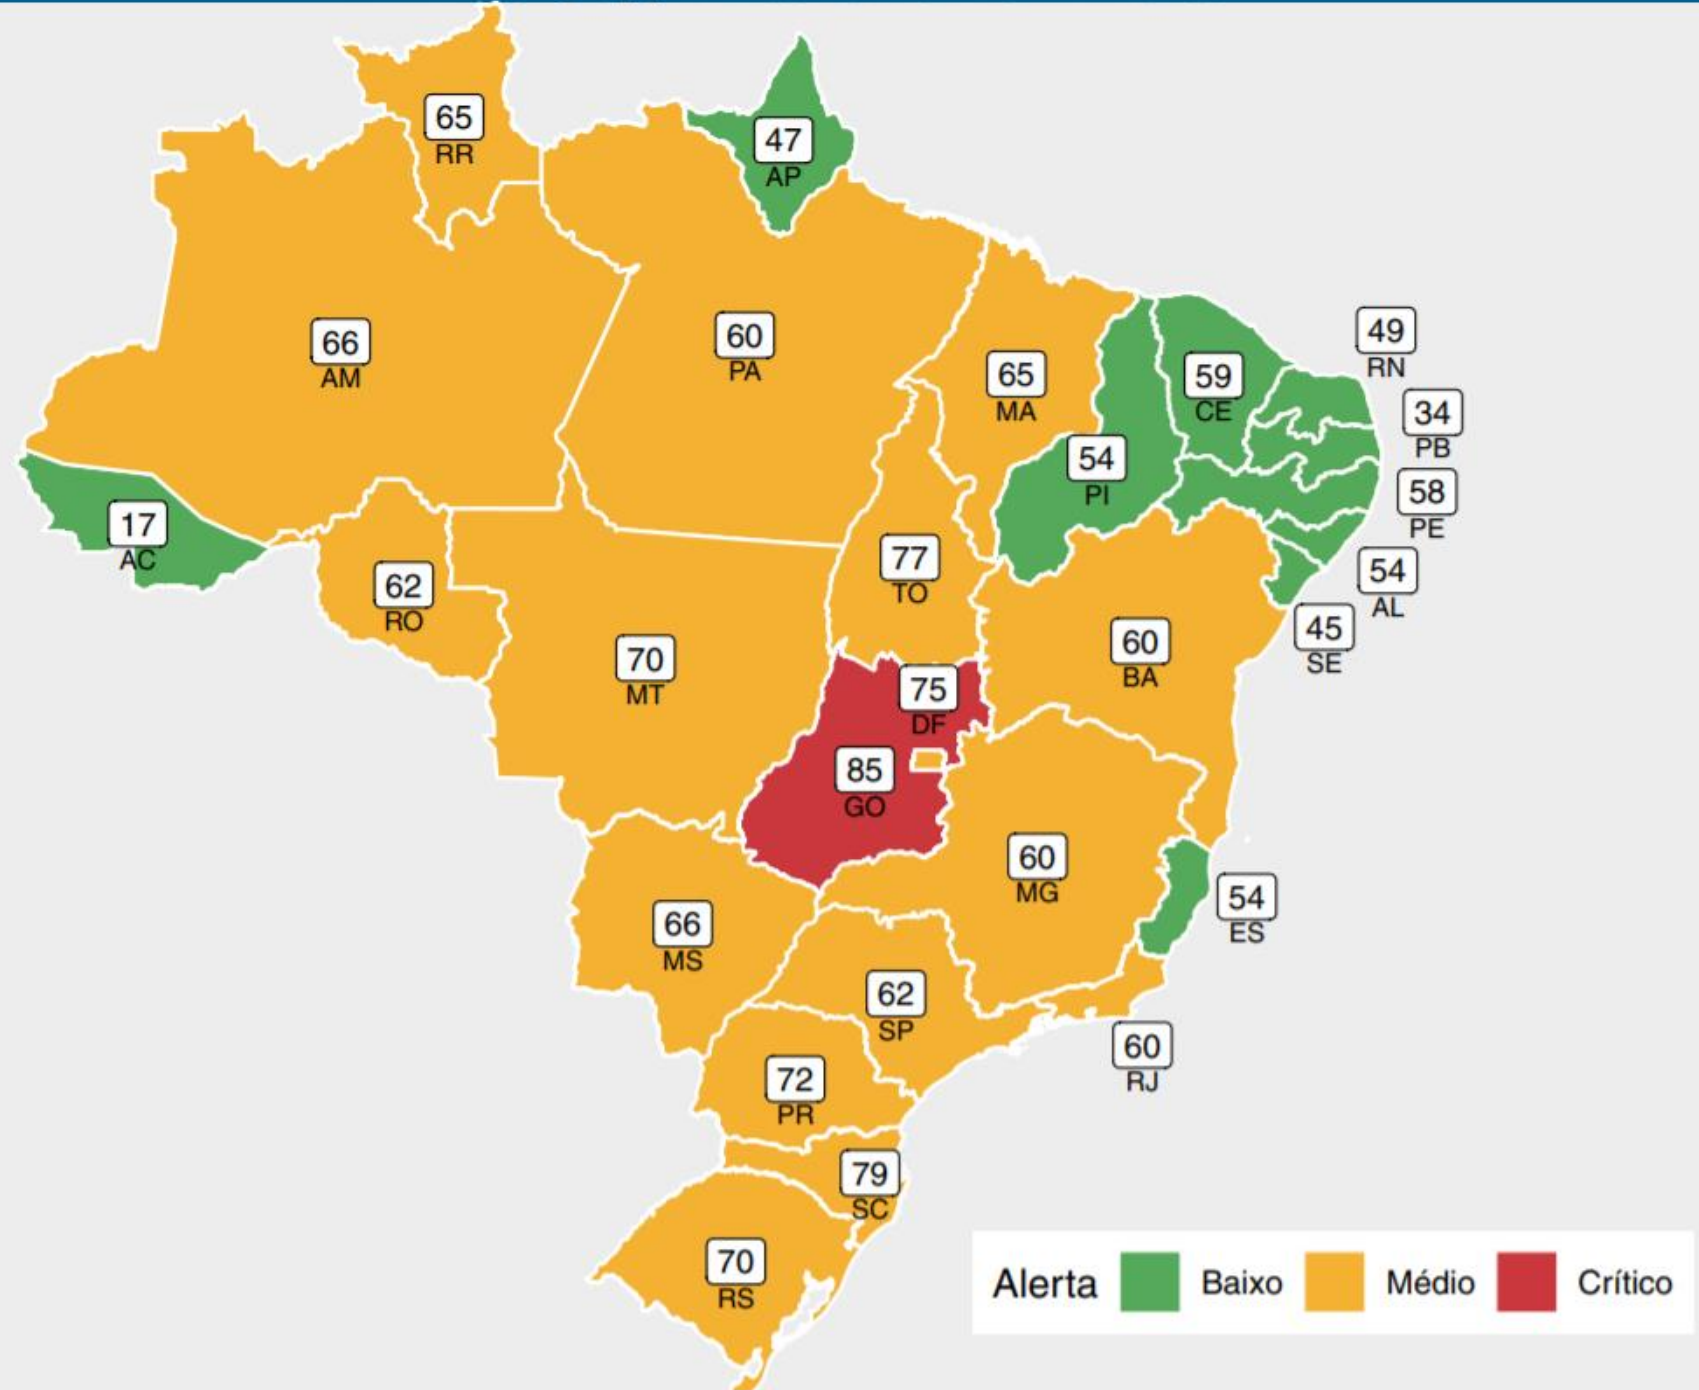 65
RR
47
AP
66
AM
60
PA
65
MA
59
CE
49
RN
34
PB
54
PI
58
PE
17
AC
62
RO
77
TO
54
AL
45
SE
70
MT
60
BA
75
DF
85
GO
60
MG
66
MS
54
ES
62
SP
60
RJ
72
PR
79
SC
70
RS
Alerta Baixo Médio Crítico